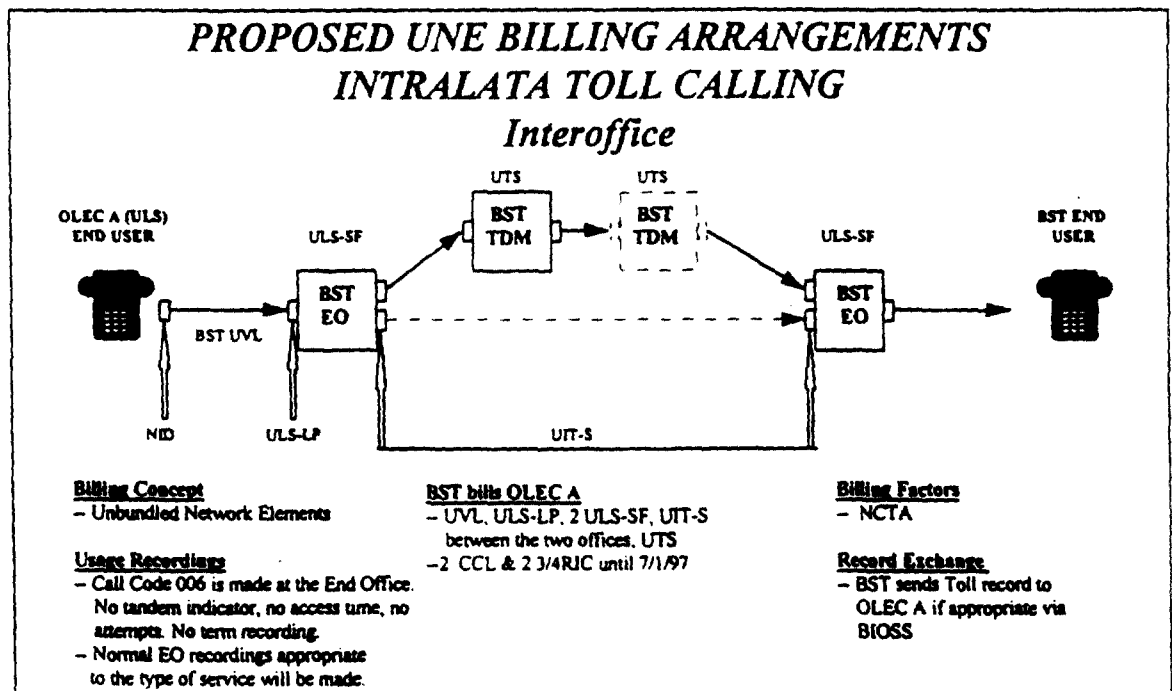 PROPOSED UNE BILLING ARRANGEMENTS
INTRALATA TOLL CALLING
Interoffice
UTS
UTS
OLEC A (ULS)
END USER
ULS-SF
BST
TDM
BST
TDM
ULS-SF
BST END
USER
BST
EO
BST
EO
BST UVL
NID
ULS-LP
UIT-S
Billing Concept
– Unbundled Network Elements
Usage Recordings
– Call Code 006 is made at the End Office.
No tandem indicator, no access time, no
attempts. No term recording.
– Normal EO recordings appropriate
to the type of service will be made.
BST bills OLEC A
– UVL, ULS-LP, 2 ULS-SF, UIT-S
between the two offices, UTS
–2 CCL & 2 3/4RIC until 7/1/97
Billing Factors
– NCTA
Record Exchange
– BST sends Toll record to
OLEC A if appropriate via
BIOSS